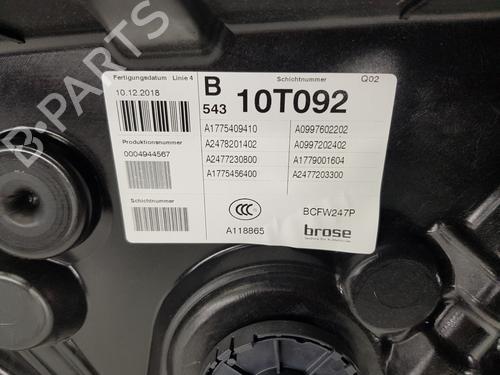 Fertigungsdatum Linie 4
10.12.2018
Produktionsnummer
0004944567
Schichtnummer
B
543
Schichtnummer
Q02
10T092
A1775409410 A0997602202
A2478201402 A0997202402
A2477230800 A1779001604
A1775456400 A2477203300
CCC
A118865
BCFW247P
brose
B-PARTS